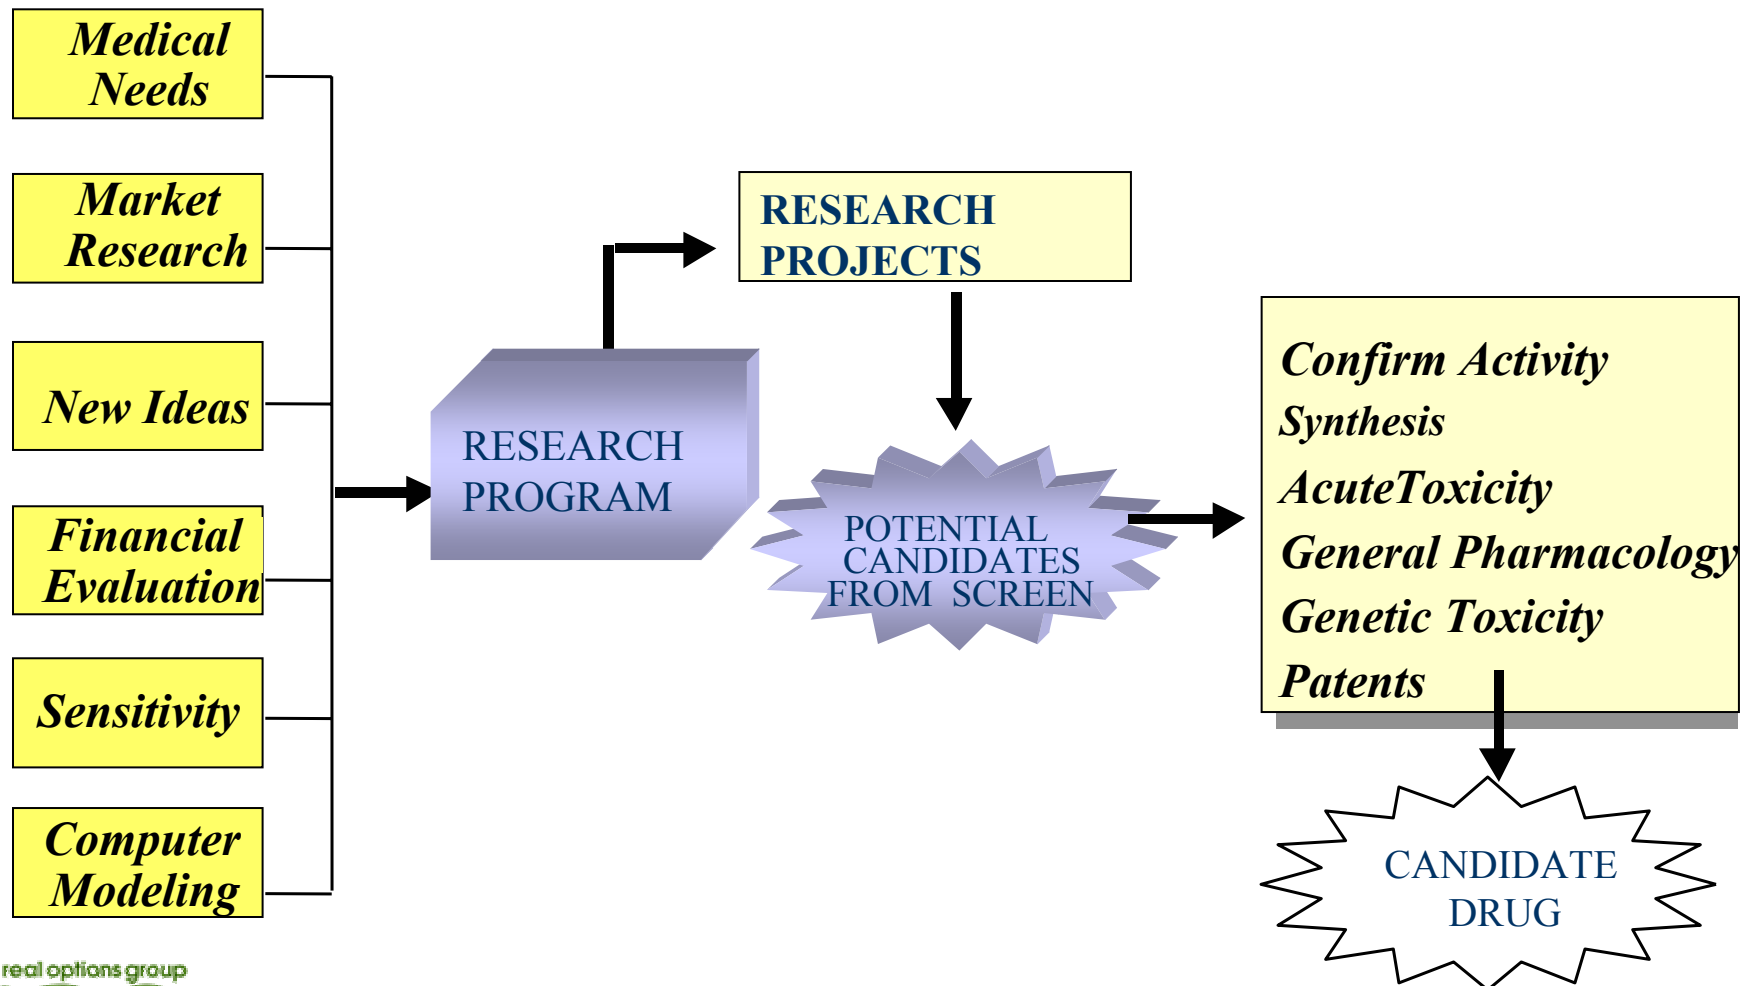 Medical
Needs
Market
Research
New Ideas
Financial
Evaluation
Sensitivity
Computer
Modeling
RESEARCH
PROGRAM
RESEARCH
PROJECTS
POTENTIAL
CANDIDATES
FROM SCREEN
Confirm Activity
Synthesis
AcuteToxicity
General Pharmacology
Genetic Toxicity
Patents
CANDIDATE
DRUG
real options group